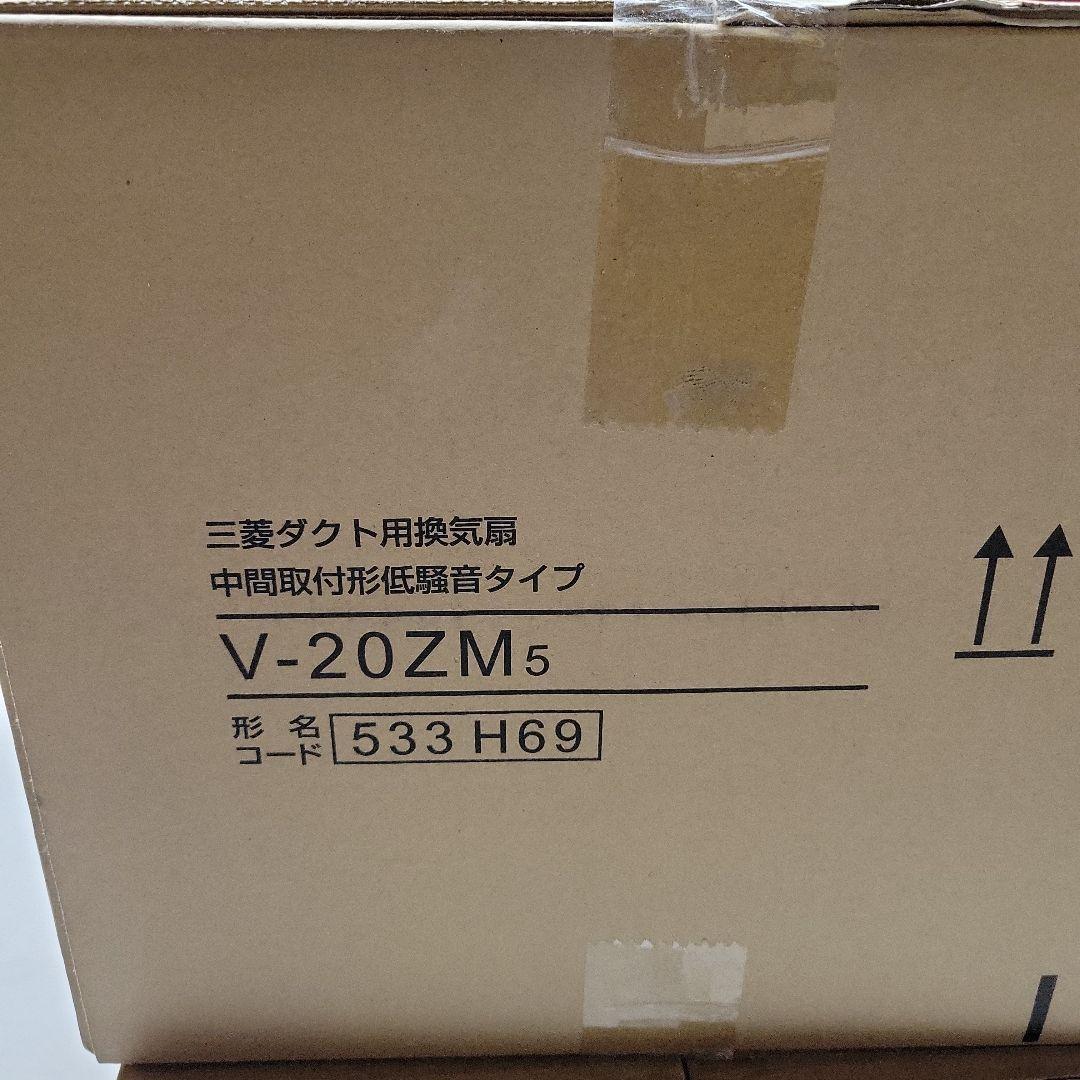 三菱ダクト用換気扇
中間取付形低騒音タイプ
V-20ZM5
形名
コード 533 H69